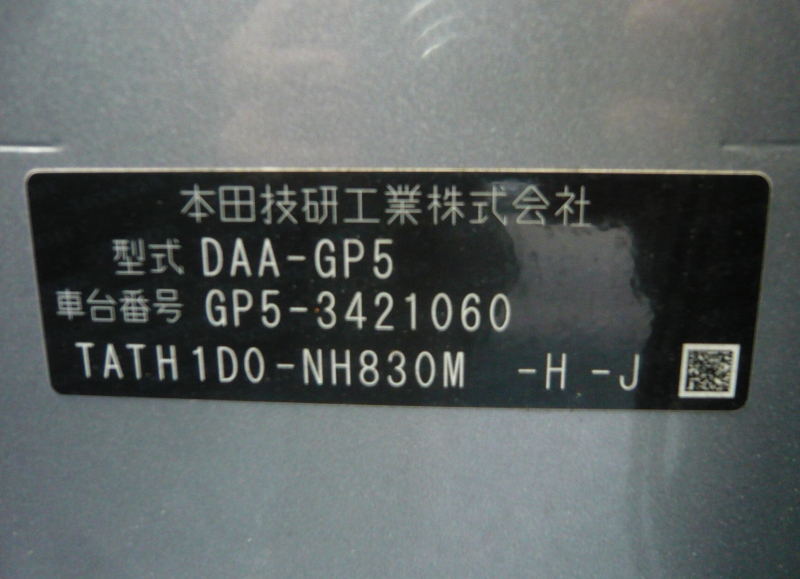 本田技研工業株式会社
型式 DAA-GP5
車台番号 GP5-3421060
TATH1D0-NH830M -H -J